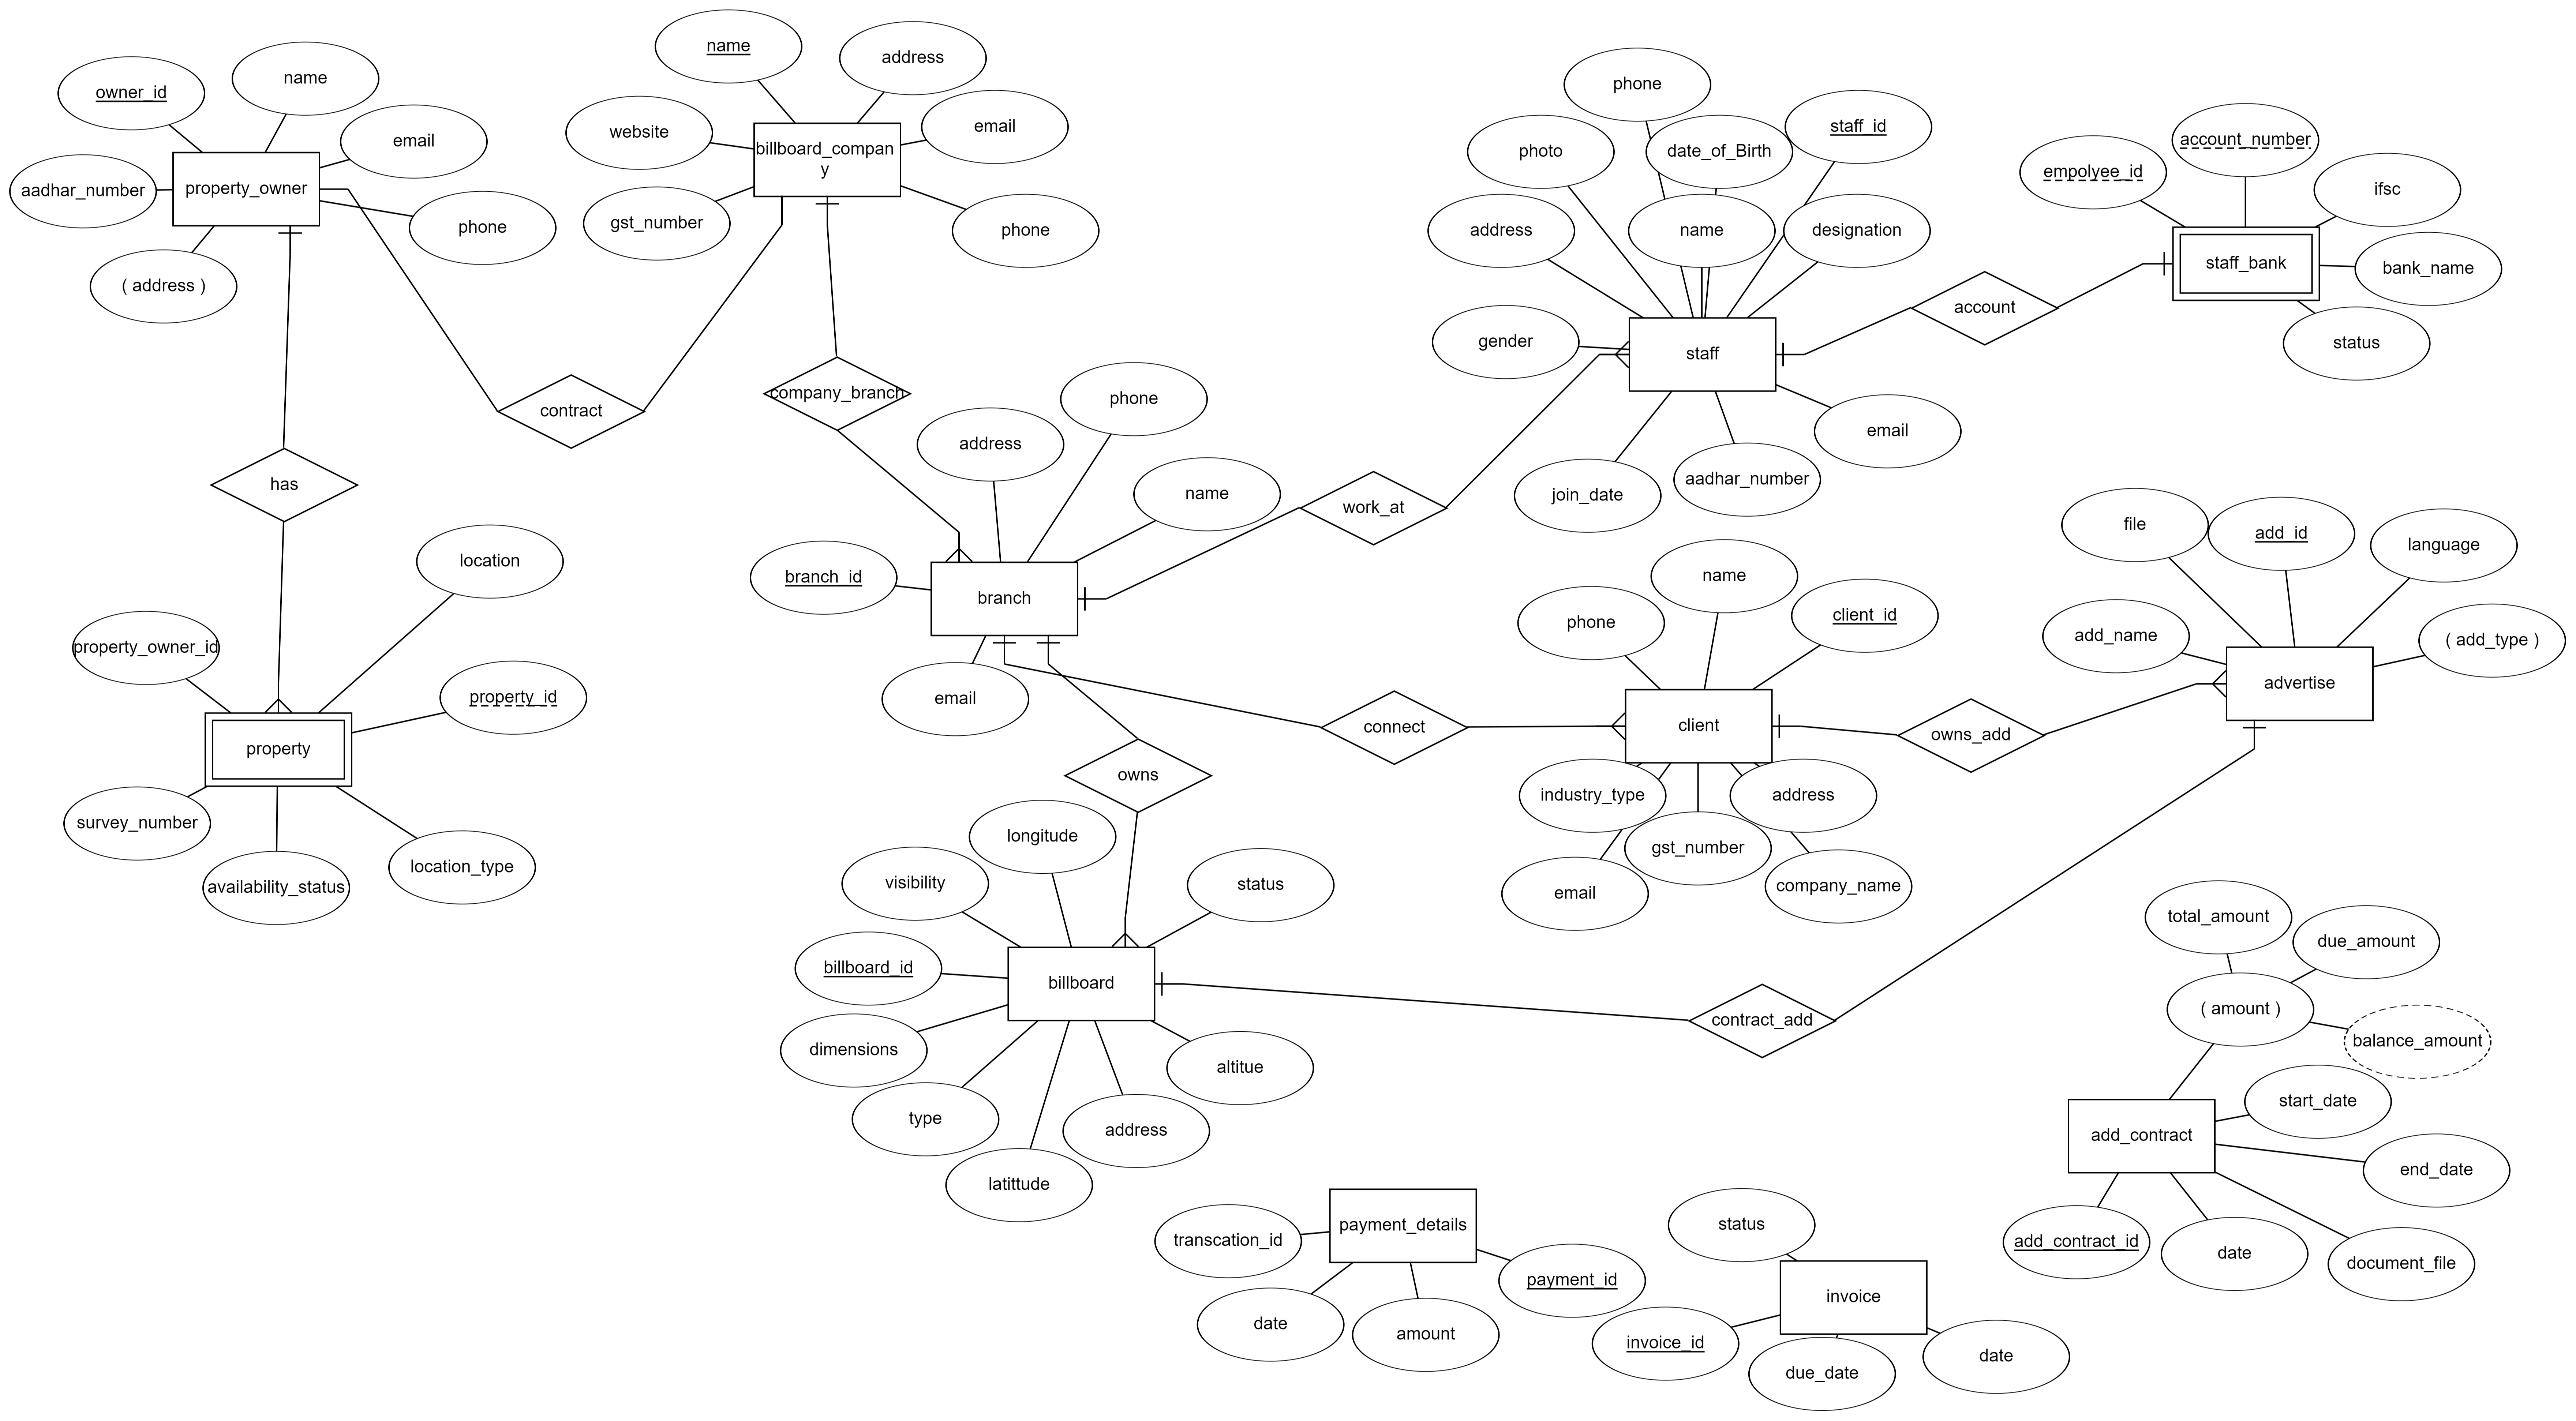 owner_id
name
email
aadhar_number
property_owner
phone
( address )
name
address
website
email
billboard_compan
y
gst_number
phone
contract
company_branch
has
location
property_owner_id
property_id
property
survey_number
availability_status
location_type
phone
address
name
branch_id
branch
email
work_at
phone
photo
date_of_Birth
staff_id
address
name
designation
gender
staff
join_date
aadhar_number
email
account
empolyee_id
account_number
ifsc
staff_bank
bank_name
status
connect
owns
phone
name
client_id
client
industry_type
address
gst_number
email
company_name
owns_add
file
add_id
language
add_name
( add_type )
advertise
longitude
visibility
status
billboard_id
billboard
dimensions
altitue
type
address
latittude
contract_add
total_amount
due_amount
( amount )
balance_amount
start_date
add_contract
end_date
add_contract_id
date
document_file
payment_details
transcation_id
payment_id
date
amount
status
invoice
invoice_id
due_date
date